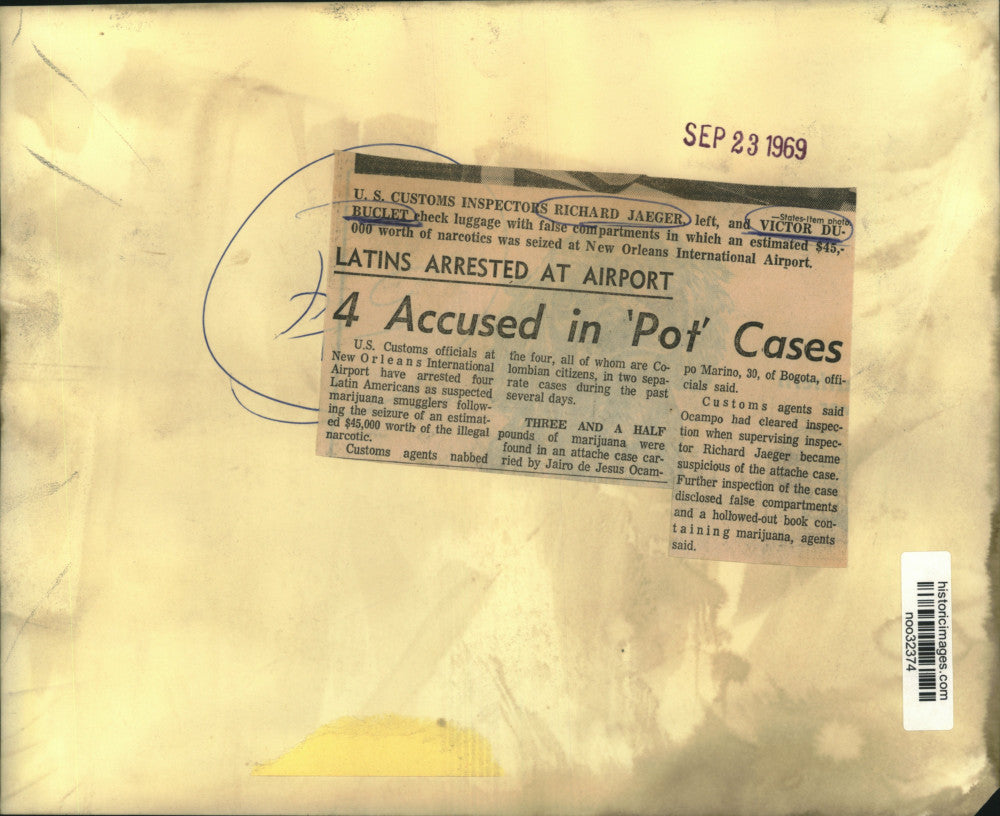 SEP 23 1969
—States-Item photo
U. S. CUSTOMS INSPECTORS RICHARD JAEGER, left, and VICTOR DU-
BUCLET check luggage with false compartments in which an estimated $45,-
000 worth of narcotics was seized at New Orleans International Airport.
LATINS ARRESTED AT AIRPORT
4 Accused in 'Pot' Cases
U.S. Customs officials at
New Orleans International
Airport have arrested four
Latin Americans as suspected
marijuana smugglers follow-
ing the seizure of an estimat-
ed $45,000 worth of the illegal
narcotic.
Customs agents nabbed
the four, all of whom are Co-
lombian citizens, in two sepa-
rate cases during the past
several days.
THREE AND A HALF
pounds of marijuana were
found in an attache case car-
ried by Jairo de Jesus Ocam-
po Marino, 30, of Bogota, offi-
cials said.
Customs agents said
Ocampo had cleared inspec-
tion when supervising inspec-
tor Richard Jaeger became
suspicious of the attache case.
Further inspection of the case
disclosed false compartments
and a hollowed-out book con-
taining marijuana, agents
said.
historicimages.com
noo32374